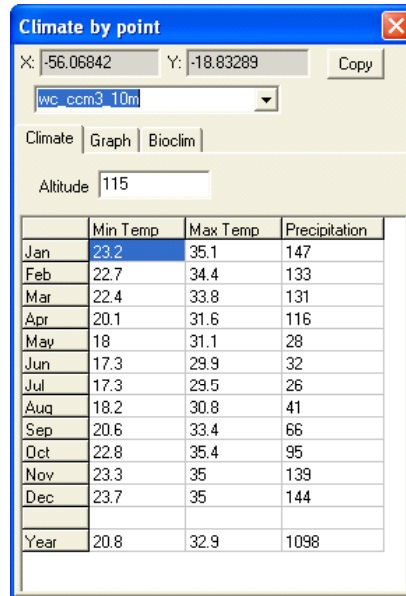 Climate by point
X: -56.06842 Y: -18.83289 Copy
wc_ccm3_10m
Climate Graph Bioclim
Altitude 115
Min Temp Max Temp Precipitation
Jan 23.2 35.1 147
Feb 22.7 34.4 133
Mar 22.4 33.8 131
Apr 20.1 31.6 116
May 18 31.1 28
Jun 17.3 29.9 32
Jul 17.3 29.5 26
Aug 18.2 30.8 41
Sep 20.6 33.4 66
Oct 22.8 35.4 95
Nov 23.3 35 139
Dec 23.7 35 144
Year 20.8 32.9 1098